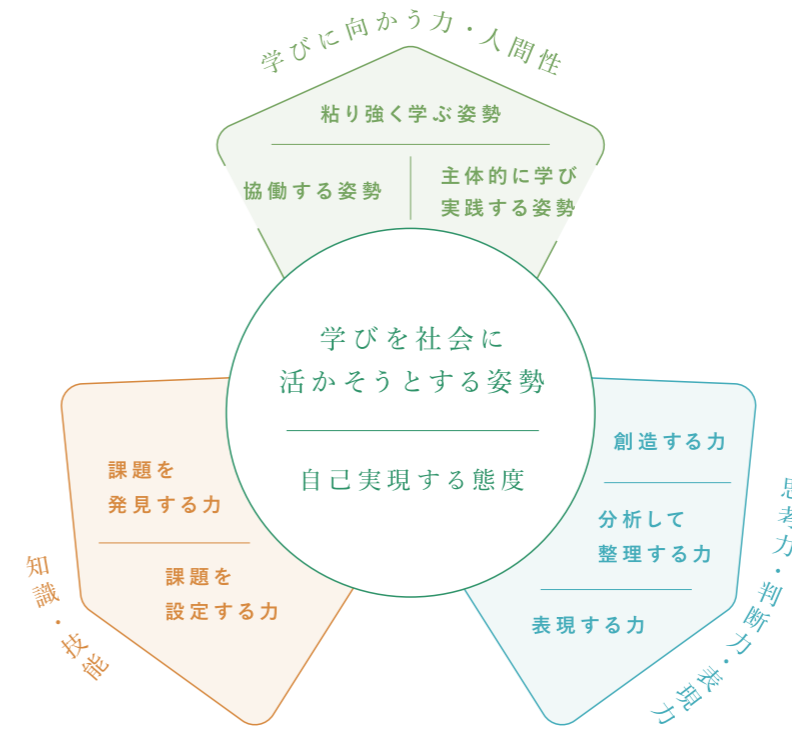 学びに向かう力・人間性
粘り強く学ぶ姿勢
協働する姿勢
主体的に学び
実践する姿勢
学びを社会に
活かそうとする姿勢
自己実現する態度
課題を
発見する力
課題を
設定する力
知識・技能
創造する力
分析して
整理する力
表現する力
思考力・判断力・表現力